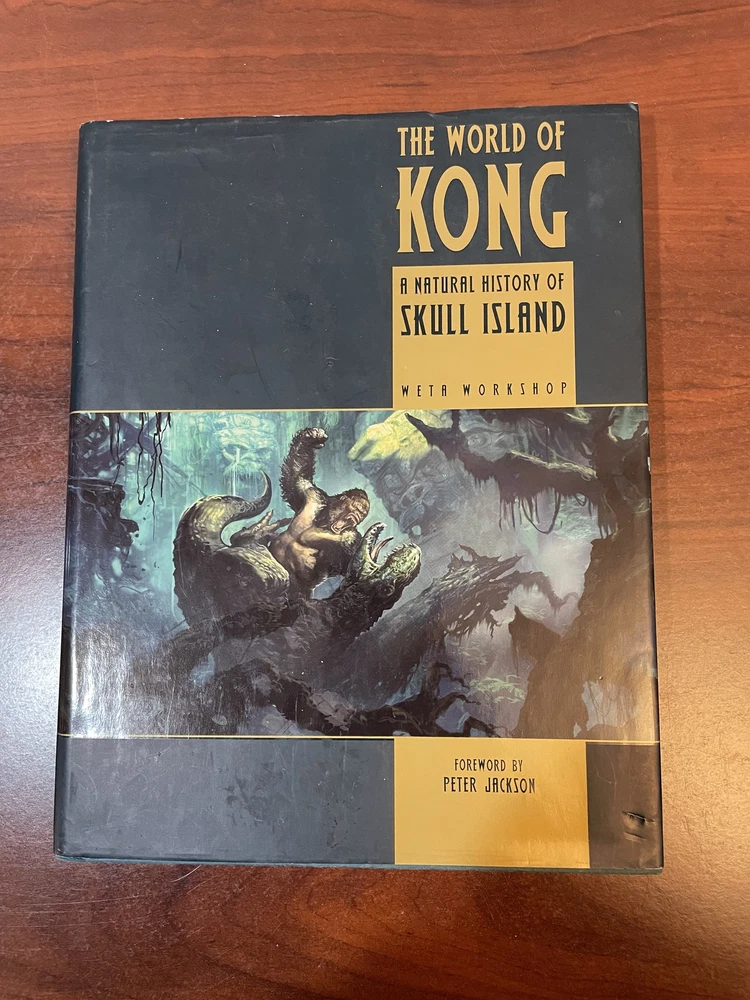 THE WORLD OF
KONG
A NATURAL HISTORY OF
SKULL ISLAND
WETA WORKSHOP
FOREWORD BY
PETER JACKSON